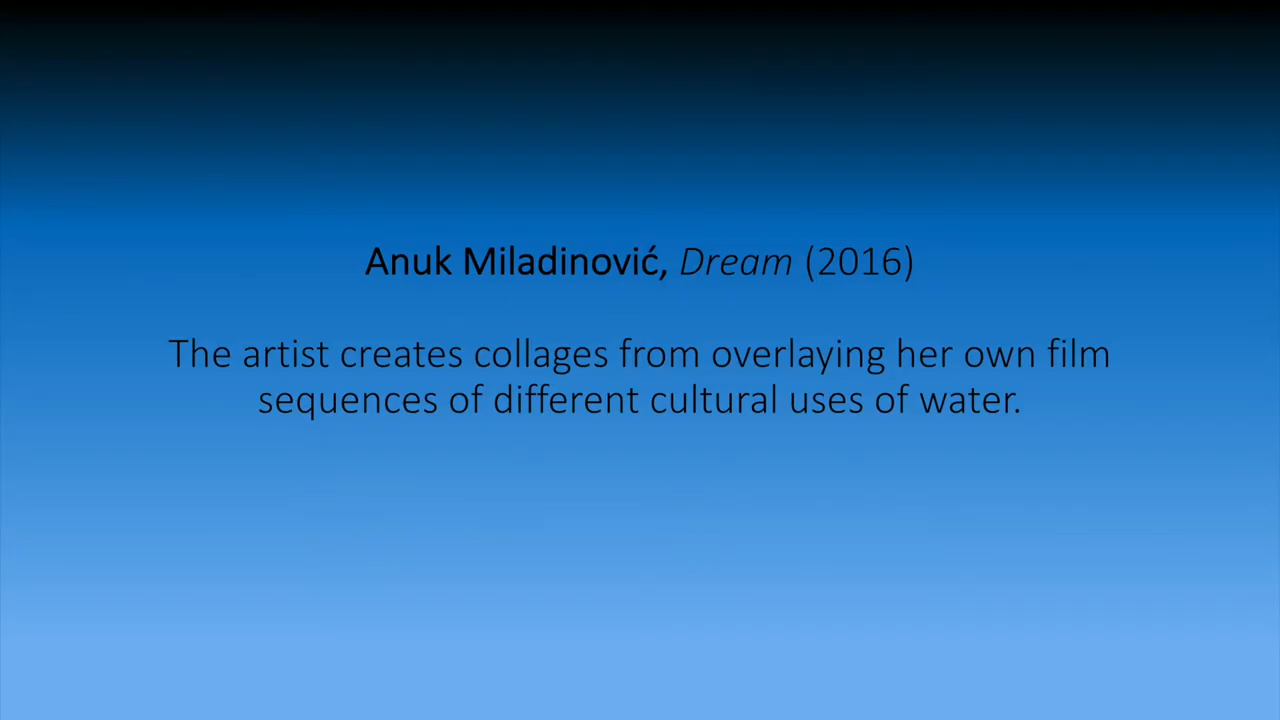 Anuk Miladinović, Dream (2016)
The artist creates collages from overlaying her own film
sequences of different cultural uses of water.